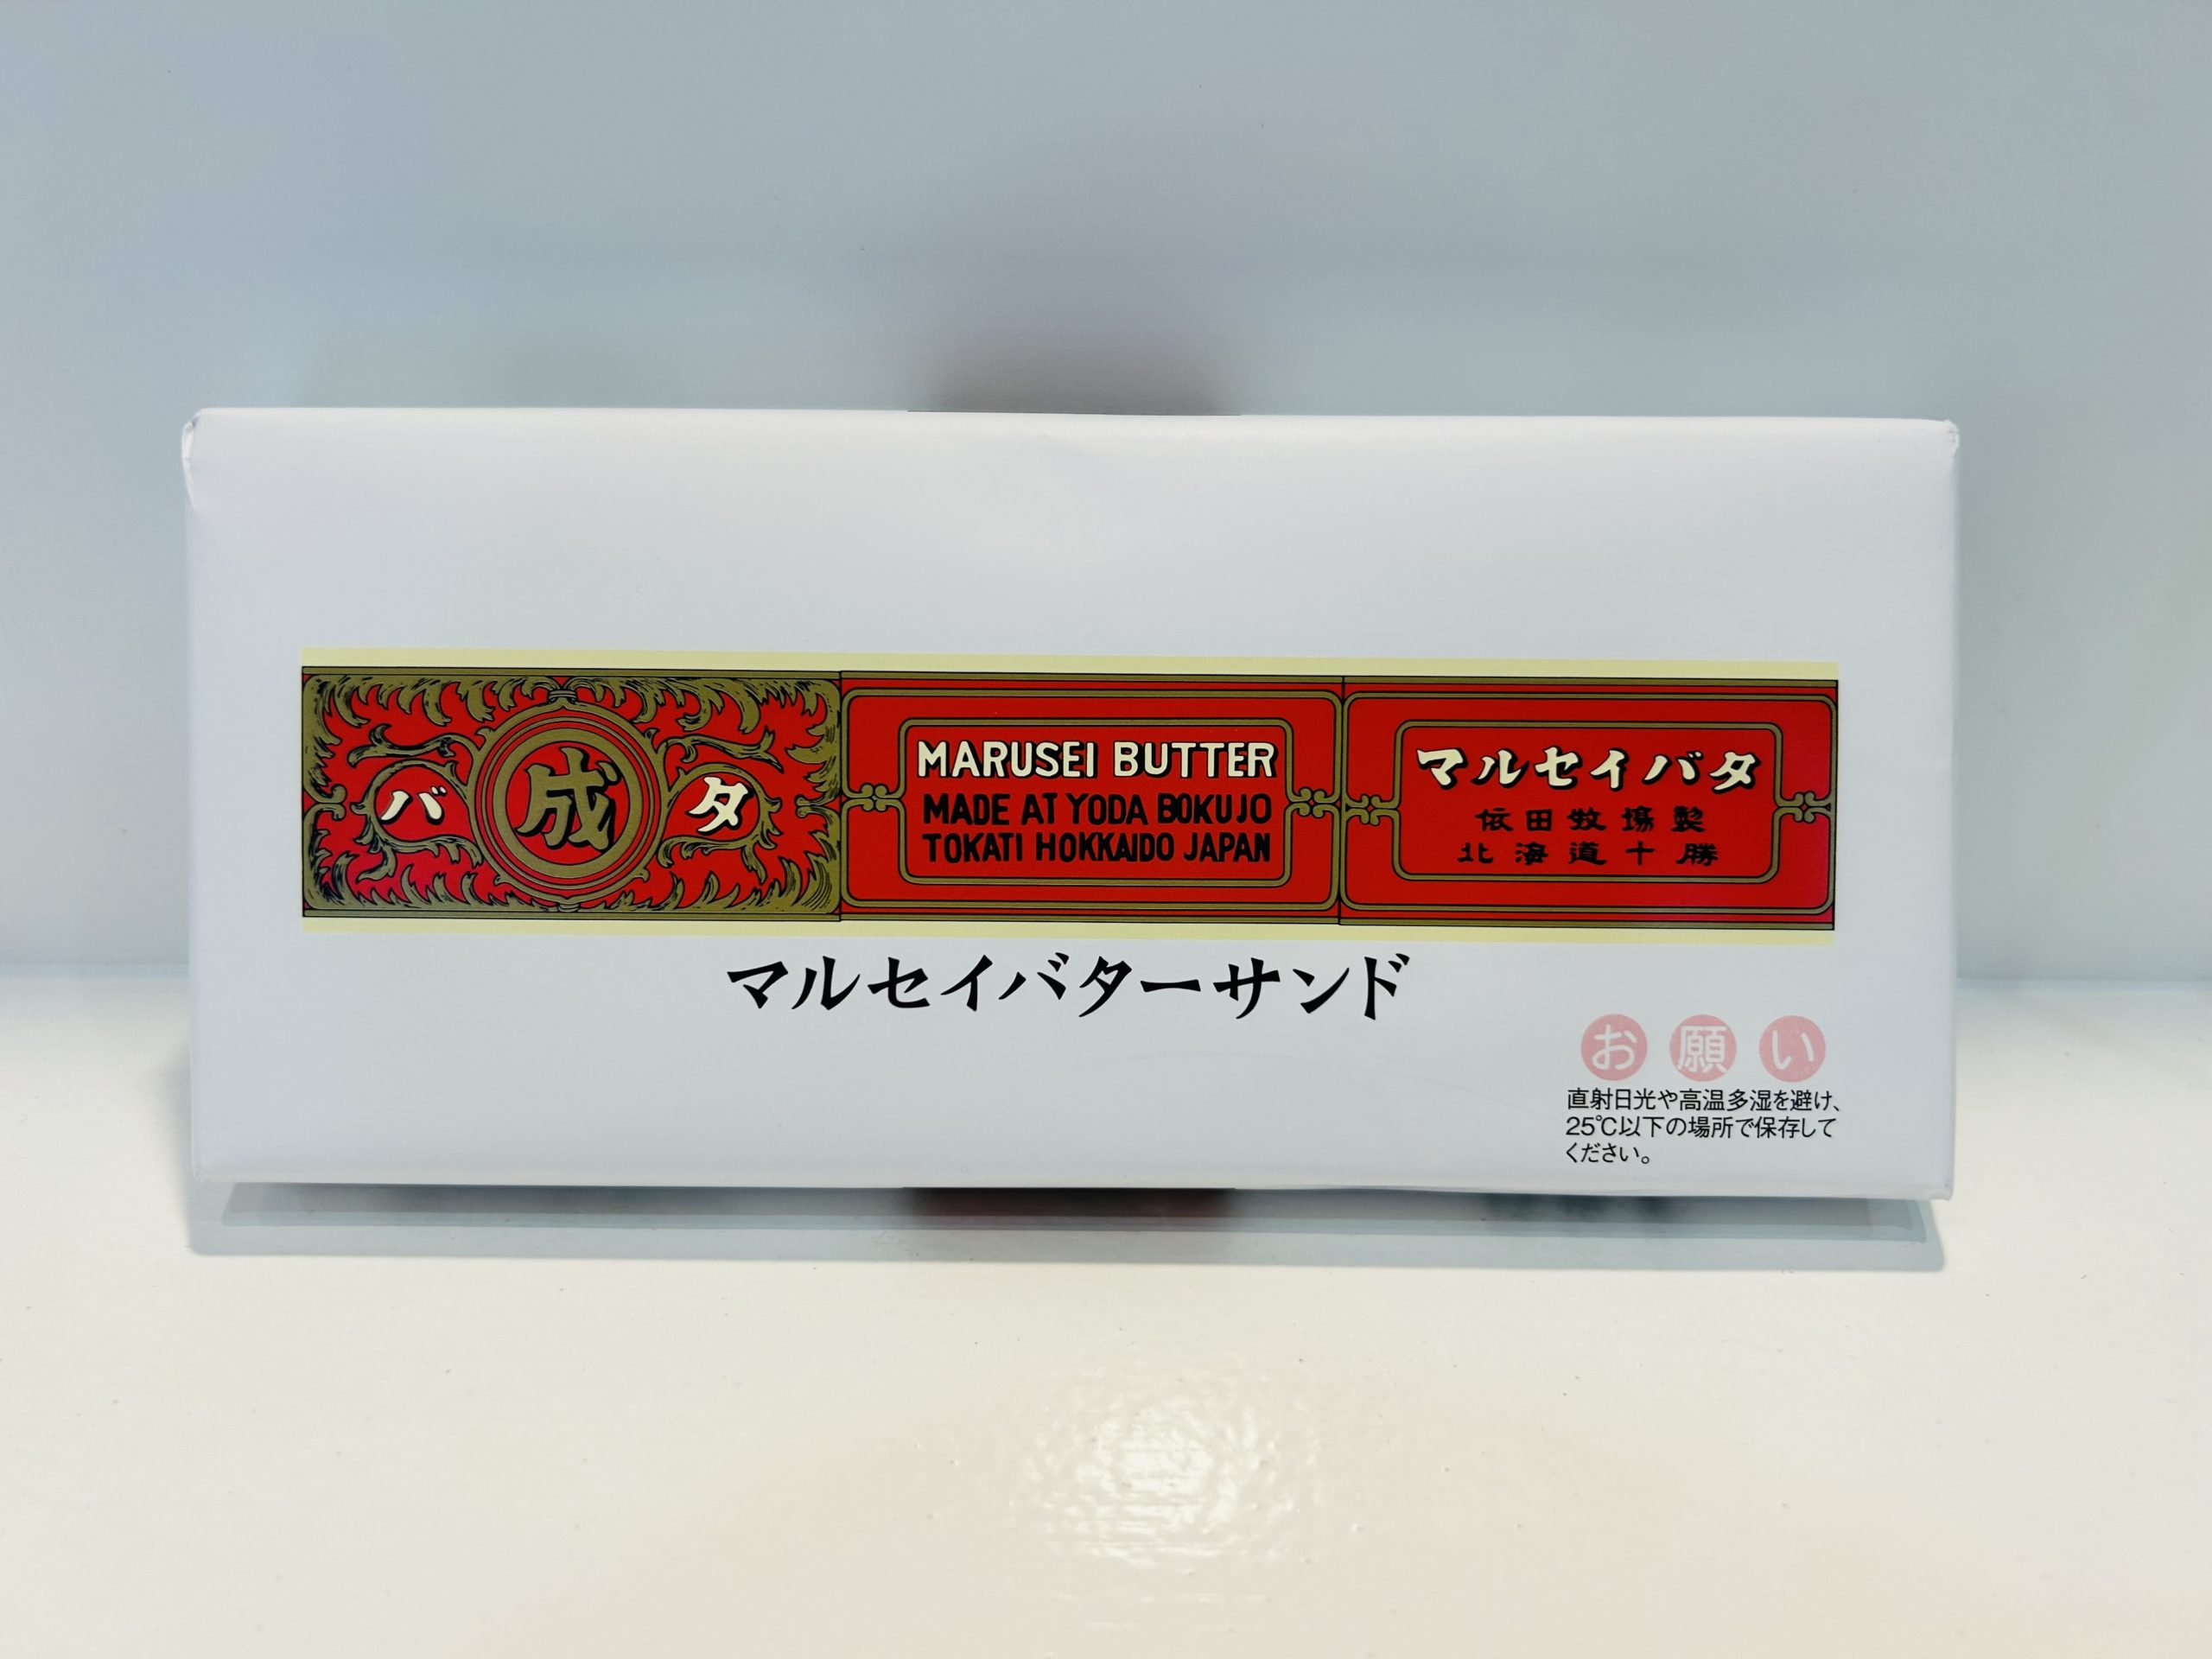 バ 成 タ
MARUSEI BUTTER
MADE AT YODA BOKUJO
TOKATI HOKKAIDO JAPAN
マルセイバタ
依田牧場製
北海道十勝
マルセイバターサンド
お願い
直射日光や高温多湿を避け、
25℃以下の場所で保存して
ください。